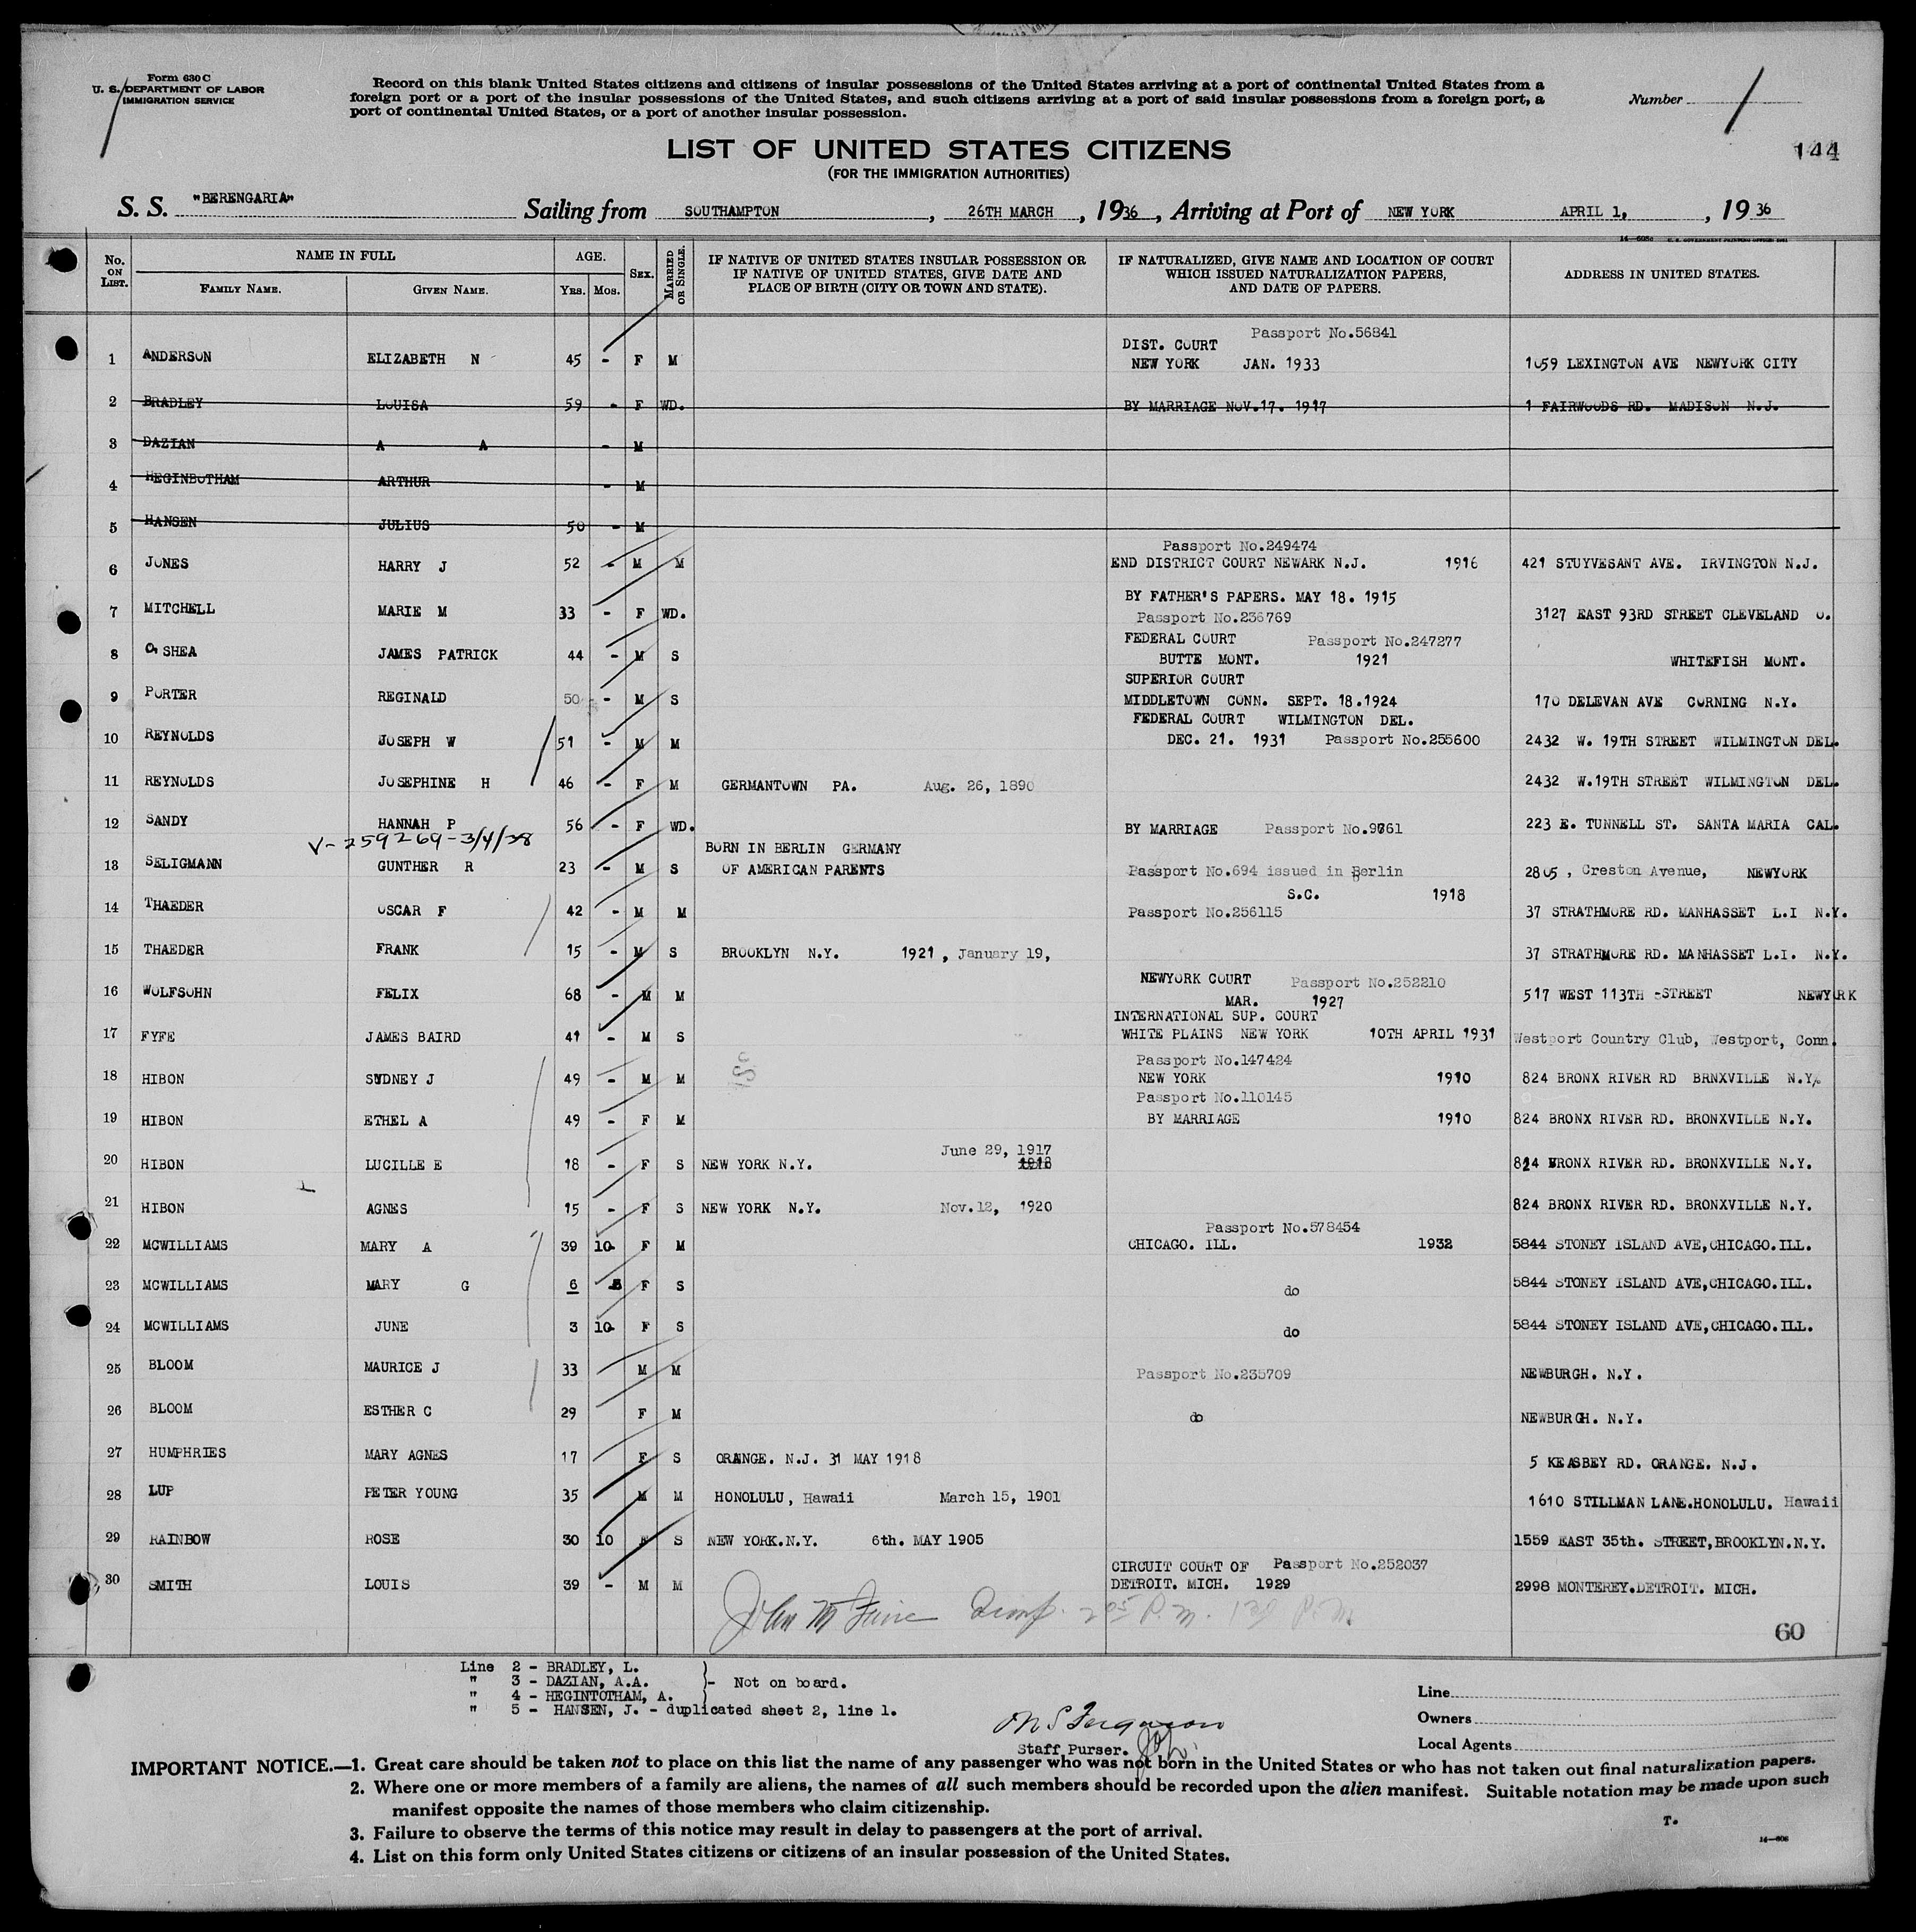 Form 630 C
U. S. DEPARTMENT OF LABOR
IMMIGRATION SERVICE
Record on this blank United States citizens and citizens of insular possessions of the United States arriving at a port of continental United States from a
foreign port or a port of the insular possessions of the United States, and such citizens arriving at a port of said insular possessions from a foreign port, a
port of continental United States, or a port of another insular possession.
Number
144
LIST OF UNITED STATES CITIZENS
(FOR THE IMMIGRATION AUTHORITIES)
S. S. "BERENGARIA" Sailing from SOUTHAMPTON, 26TH MARCH, 1936, Arriving at Port of NEW YORK APRIL 1, , 1936
No. ON LIST. NAME IN FULL AGE. SEX. MARRIED OR SINGLE. IF NATIVE OF UNITED STATES INSULAR POSSESSION OR IF NATIVE OF UNITED STATES, GIVE DATE AND PLACE OF BIRTH (CITY OR TOWN AND STATE). IF NATURALIZED, GIVE NAME AND LOCATION OF COURT WHICH ISSUED NATURALIZATION PAPERS, AND DATE OF PAPERS. ADDRESS IN UNITED STATES.
FAMILY NAME. GIVEN NAME. YRS. MOS.
Passport No.56841
DIST. COURT
1 ANDERSON ELIZABETH N 45 - F M NEW YORK JAN. 1933 1059 LEXINGTON AVE NEWYORK CITY
2 BRADLEY LOUISA 59 - F WD. BY MARRIAGE NOV.17. 1917 1 FAIRWOODS RD. MADISON N.J.
3 DAZIAN A A - M
4 HEGINBOTHAM ARTHUR - M
5 HANSEN JULIUS 50 - M
Passport No.249474
6 JONES HARRY J 52 - M M END DISTRICT COURT NEWARK N.J. 1916 421 STUYVESANT AVE. IRVINGTON N.J.
BY FATHER'S PAPERS. MAY 18. 1915
7 MITCHELL MARIE M 33 - F WD. Passport No.236769 3127 EAST 93RD STREET CLEVELAND O.
FEDERAL COURT Passport No.247277
8 O'SHEA JAMES PATRICK 44 - M S BUTTE MONT. 1921 WHITEFISH MONT.
SUPERIOR COURT
9 PORTER REGINALD 50 - M S MIDDLETOWN CONN. SEPT. 18.1924 170 DELEVAN AVE CORNING N.Y.
FEDERAL COURT WILMINGTON DEL.
10 REYNOLDS JOSEPH W 51 - M M DEC. 21. 1931 Passport No.255600 2432 W. 19TH STREET WILMINGTON DEL.
11 REYNOLDS JOSEPHINE H 46 - F M GERMANTOWN PA. Aug. 26, 1890 2432 W.19TH STREET WILMINGTON DEL.
12 SANDY HANNAH P 56 - F WD. BY MARRIAGE Passport No.9761 223 E. TUNNELL ST. SANTA MARIA CAL.
V-259269-3/4/38
BORN IN BERLIN GERMANY
13 SELIGMANN GUNTHER R 23 - M S OF AMERICAN PARENTS Passport No.694 issued in Berlin 2805, Creston Avenue, NEWYORK
S.C. 1918
14 THAEDER OSCAR F 42 - M M Passport No.256115 37 STRATHMORE RD. MANHASSET L.I N.Y.
15 THAEDER FRANK 15 - M S BROOKLYN N.Y. 1921, January 19, 37 STRATHMORE RD. MANHASSET L.I. N.Y.
NEWYORK COURT Passport No.252210
16 WOLFSOHN FELIX 68 - M M MAR. 1927 517 WEST 113TH -STREET NEWYORK
INTERNATIONAL SUP. COURT
17 FYFE JAMES BAIRD 41 - M S WHITE PLAINS NEW YORK 10TH APRIL 1931 Westport Country Club, Westport, Conn.
Passport No.147424
18 HIBON SYDNEY J 49 - M M NEW YORK 1910 824 BRONX RIVER RD BRNXVILLE N.Y.
Passport No.110145
19 HIBON ETHEL A 49 - F M BY MARRIAGE 1910 824 BRONX RIVER RD. BRONXVILLE N.Y.
June 29, 1917
20 HIBON LUCILLE E 18 - F S NEW YORK N.Y. 1918 824 BRONX RIVER RD. BRONXVILLE N.Y.
21 HIBON AGNES 15 - F S NEW YORK N.Y. Nov.12, 1920 824 BRONX RIVER RD. BRONXVILLE N.Y.
Passport No.578454
22 MCWILLIAMS MARY A 39 10- F M CHICAGO. ILL. 1932 5844 STONEY ISLAND AVE,CHICAGO.ILL.
23 MCWILLIAMS MARY G 6 F S do 5844 STONEY ISLAND AVE,CHICAGO.ILL.
24 MCWILLIAMS JUNE 3 10- F S do 5844 STONEY ISLAND AVE,CHICAGO.ILL.
25 BLOOM MAURICE J 33 M M Passport No.235709 NEWBURGH. N.Y.
26 BLOOM ESTHER C 29 F M do NEWBURGH. N.Y.
27 HUMPHRIES MARY AGNES 17 F S ORANGE. N.J. 31 MAY 1918 5 KEASBEY RD. ORANGE. N.J.
28 LUP PETER YOUNG 35 M M HONOLULU, Hawaii March 15, 1901 1610 STILLMAN LANE.HONOLULU. Hawaii
29 RAINBOW ROSE 30 10 F S NEW YORK.N.Y. 6th. MAY 1905 1559 EAST 35th. STREET,BROOKLYN.N.Y.
CIRCUIT COURT OF Passport No.252037
30 SMITH LOUIS 39 - M M DETROIT. MICH. 1929 2998 MONTEREY.DETROIT. MICH.
60
Line 2 - BRADLEY, L.
" 3 - DAZIAN, A.A. - Not on board.
" 4 - HEGINTOTHAM, A.
" 5 - HANSEN, J. - duplicated sheet 2, line 1.
Staff Purser.
Line
Owners
Local Agents
IMPORTANT NOTICE.—1. Great care should be taken not to place on this list the name of any passenger who was not born in the United States or who has not taken out final naturalization papers.
2. Where one or more members of a family are aliens, the names of all such members should be recorded upon the alien manifest. Suitable notation may be made upon such
manifest opposite the names of those members who claim citizenship.
3. Failure to observe the terms of this notice may result in delay to passengers at the port of arrival.
T.
4. List on this form only United States citizens or citizens of an insular possession of the United States.